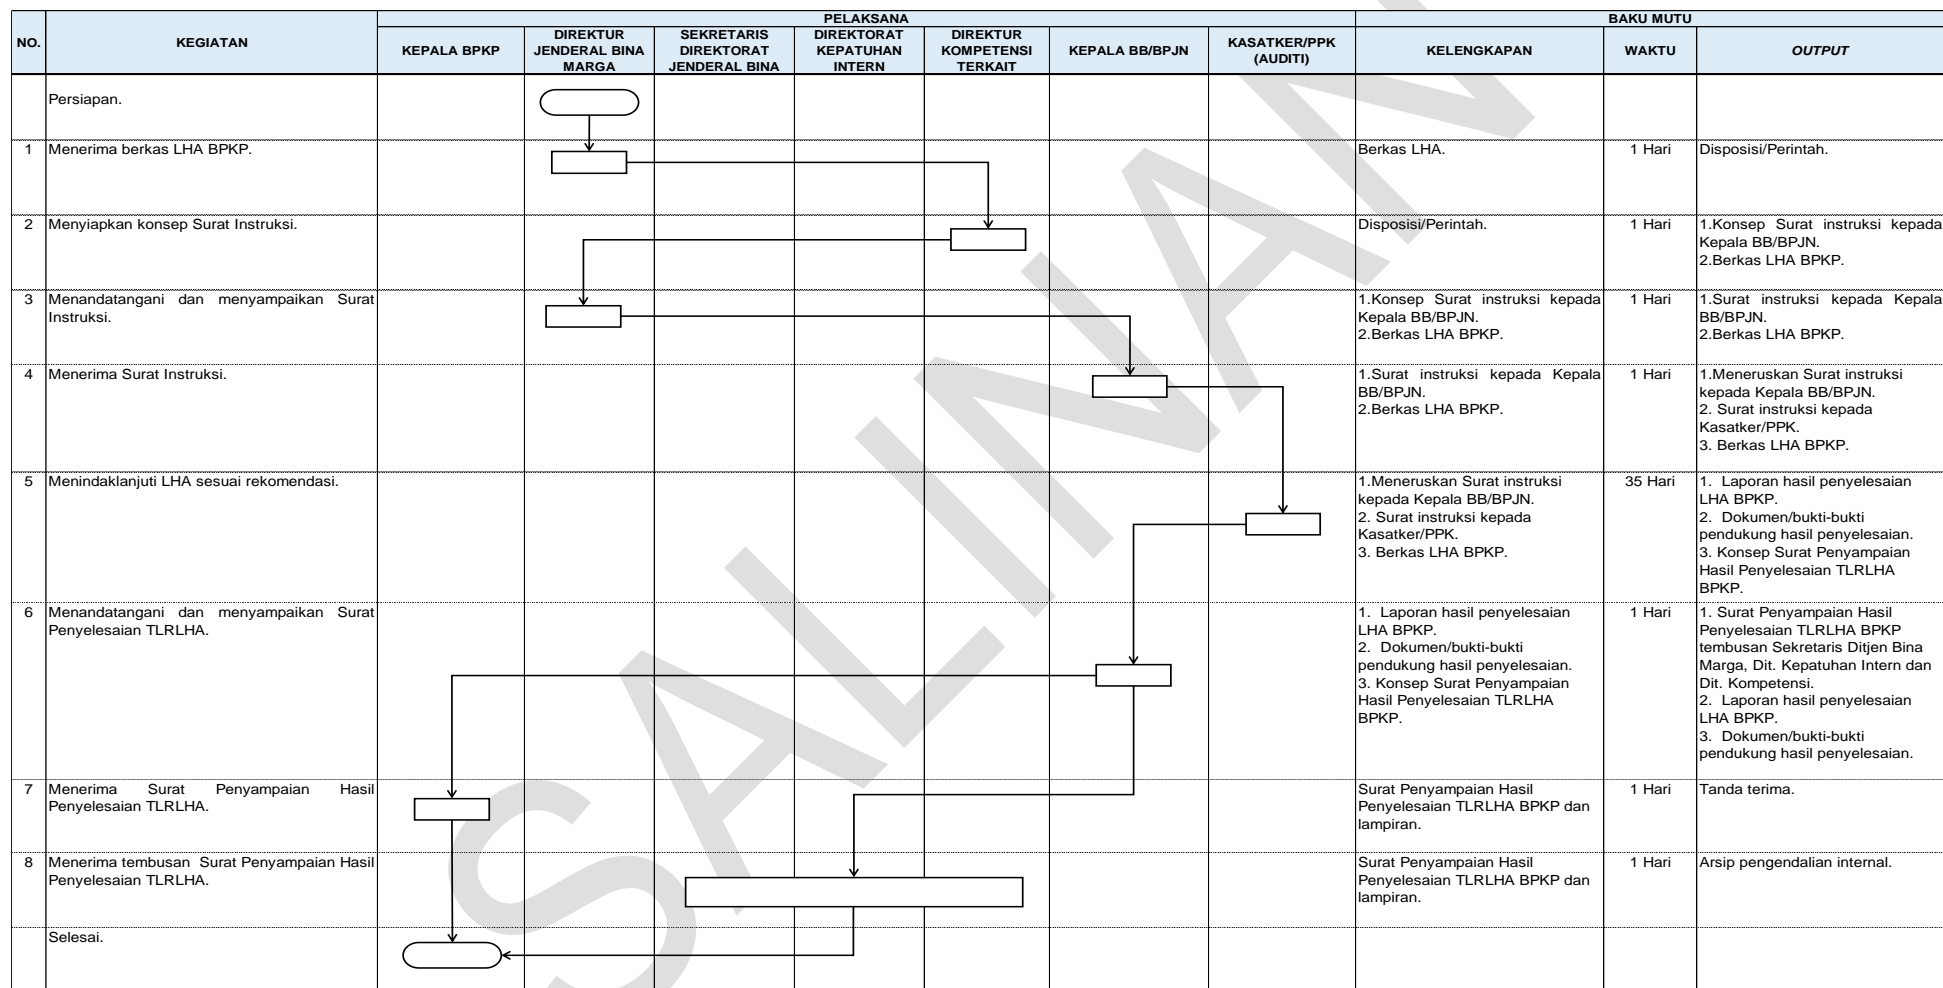 PELAKSANA
BAKU MUTU
NO.
KEGIATAN
KEPALA BPKP
DIREKTUR
JENDERAL BINA
MARGA
SEKRETARIS
DIREKTORAT
JENDERAL BINA
DIREKTORAT
KEPATUHAN
INTERN
DIREKTUR
KOMPETENSI
TERKAIT
KEPALA BB/BPJN
KASATKER/PPK
(AUDITI)
KELENGKAPAN
WAKTU
OUTPUT
Persiapan.
1
Menerima berkas LHA BPKP.
Berkas LHA.
1 Hari
Disposisi/Perintah.
2
Menyiapkan konsep Surat Instruksi.
Disposisi/Perintah.
1 Hari
1.Konsep Surat instruksi kepada
Kepala BB/BPJN.
2.Berkas LHA BPKP.
3
Menandatangani dan menyampaikan Surat
Instruksi.
1.Konsep Surat instruksi kepada
Kepala BB/BPJN.
2.Berkas LHA BPKP.
1 Hari
1.Surat instruksi kepada Kepala
BB/BPJN.
2.Berkas LHA BPKP.
4
Menerima Surat Instruksi.
1.Surat instruksi kepada Kepala
BB/BPJN.
2.Berkas LHA BPKP.
1 Hari
1.Meneruskan Surat instruksi
kepada Kepala BB/BPJN.
2. Surat instruksi kepada
Kasatker/PPK.
3. Berkas LHA BPKP.
5
Menindaklanjuti LHA sesuai rekomendasi.
1.Meneruskan Surat instruksi
kepada Kepala BB/BPJN.
2. Surat instruksi kepada
Kasatker/PPK.
3. Berkas LHA BPKP.
35 Hari
1. Laporan hasil penyelesaian
LHA BPKP.
2. Dokumen/bukti-bukti
pendukung hasil penyelesaian.
3. Konsep Surat Penyampaian
Hasil Penyelesaian TLRLHA
BPKP.
6
Menandatangani dan menyampaikan Surat
Penyelesaian TLRLHA.
1. Laporan hasil penyelesaian
LHA BPKP.
2. Dokumen/bukti-bukti
pendukung hasil penyelesaian.
3. Konsep Surat Penyampaian
Hasil Penyelesaian TLRLHA
BPKP.
1 Hari
1. Surat Penyampaian Hasil
Penyelesaian TLRLHA BPKP
tembusan Sekretaris Ditjen Bina
Marga, Dit. Kepatuhan Intern dan
Dit. Kompetensi.
2. Laporan hasil penyelesaian
LHA BPKP.
3. Dokumen/bukti-bukti
pendukung hasil penyelesaian.
7
Menerima Surat Penyampaian Hasil
Penyelesaian TLRLHA.
Surat Penyampaian Hasil
Penyelesaian TLRLHA BPKP dan
lampiran.
1 Hari
Tanda terima.
8
Menerima tembusan Surat Penyampaian Hasil
Penyelesaian TLRLHA.
Surat Penyampaian Hasil
Penyelesaian TLRLHA BPKP dan
lampiran.
1 Hari
Arsip pengendalian internal.
Selesai.
SALINAN